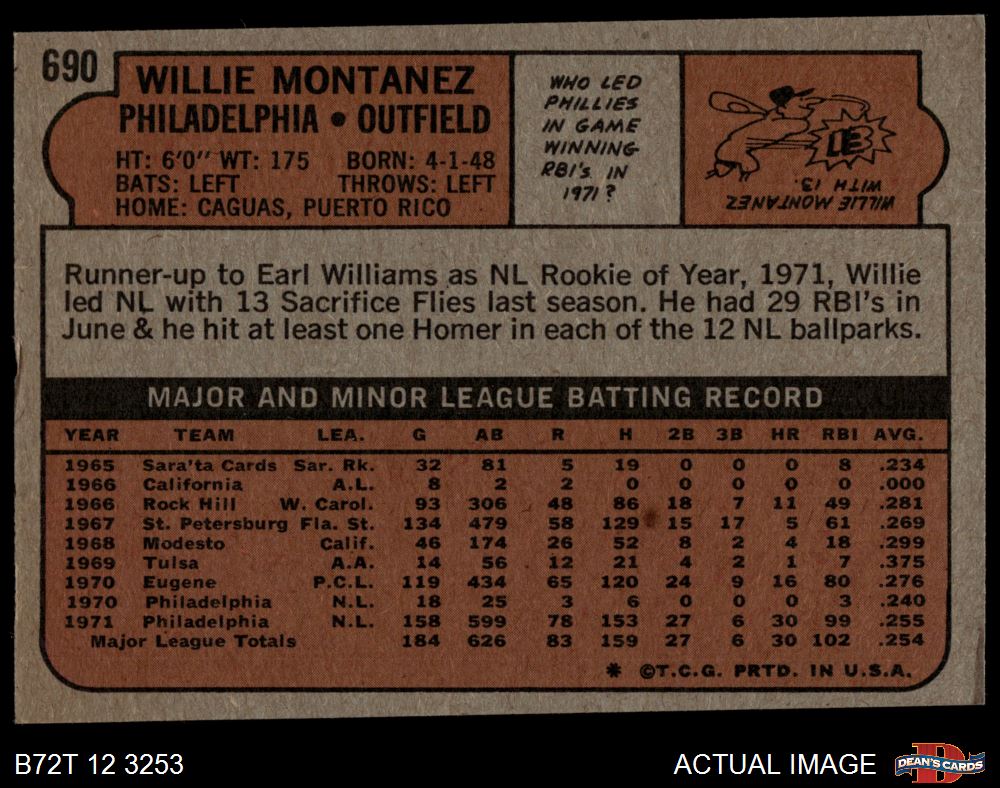 690
WILLIE MONTANEZ
PHILADELPHIA • OUTFIELD
HT: 6'0" WT: 175 BORN: 4-1-48
BATS: LEFT THROWS: LEFT
HOME: CAGUAS, PUERTO RICO
WHO LED
PHILLIES
IN GAME
WINNING
RBI'S IN
1971?
WILLIE MONTANEZ
WITH 13.
Runner-up to Earl Williams as NL Rookie of Year, 1971, Willie
led NL with 13 Sacrifice Flies last season. He had 29 RBI's in
June & he hit at least one Homer in each of the 12 NL ballparks.
MAJOR AND MINOR LEAGUE BATTING RECORD
YEAR TEAM LEA. G AB R H 2B 3B HR RBI AVG.
1965 Sara'ta Cards Sar. Rk. 32 81 5 19 0 0 0 8 .234
1966 California A.L. 8 2 2 0 0 0 0 0 .000
1966 Rock Hill W. Carol. 93 306 48 86 18 7 11 49 .281
1967 St. Petersburg Fla. St. 134 479 58 129 15 17 5 61 .269
1968 Modesto Calif. 46 174 26 52 8 2 4 18 .299
1969 Tulsa A.A. 14 56 12 21 4 2 1 7 .375
1970 Eugene P.C.L. 119 434 65 120 24 9 16 80 .276
1970 Philadelphia N.L. 18 25 3 6 0 0 0 3 .240
1971 Philadelphia N.L. 158 599 78 153 27 6 30 99 .255
Major League Totals 184 626 83 159 27 6 30 102 .254
* ©T.C.G. PRTD. IN U.S.A.
B72T 12 3253
ACTUAL IMAGE
D
DEAN'S CARDS